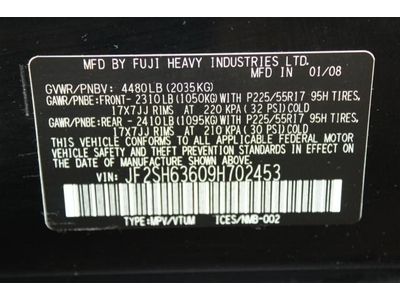 MFD. BY FUJI HEAVY INDUSTRIES LTD.
MFD IN 01/08
GVWR/PNBV: 4480LB (2035KG)
GAWR/PNBE:FRONT-2310LB(1050KG)WITH P225/55R17 95H TIRES,
17X7JJ RIMS AT 220 KPA( 32 PSI)COLD
GAWR/PNBE:REAR -2410LB(1095KG)WITH P225/55R17 95H TIRES,
17X7JJ RIMS AT 210 KPA( 30 PSI)COLD
THIS VEHICLE CONFORMS TO ALL APPLICABLE FEDERAL MOTOR
VEHICLE SAFETY STANDARDS IN EFFECT ON THE DATE OF
MANUFACTURE SHOWN ABOVE.
VIN: JF2SH63609H702453
TYPE:MPV/VTUM ICES/NMB-002